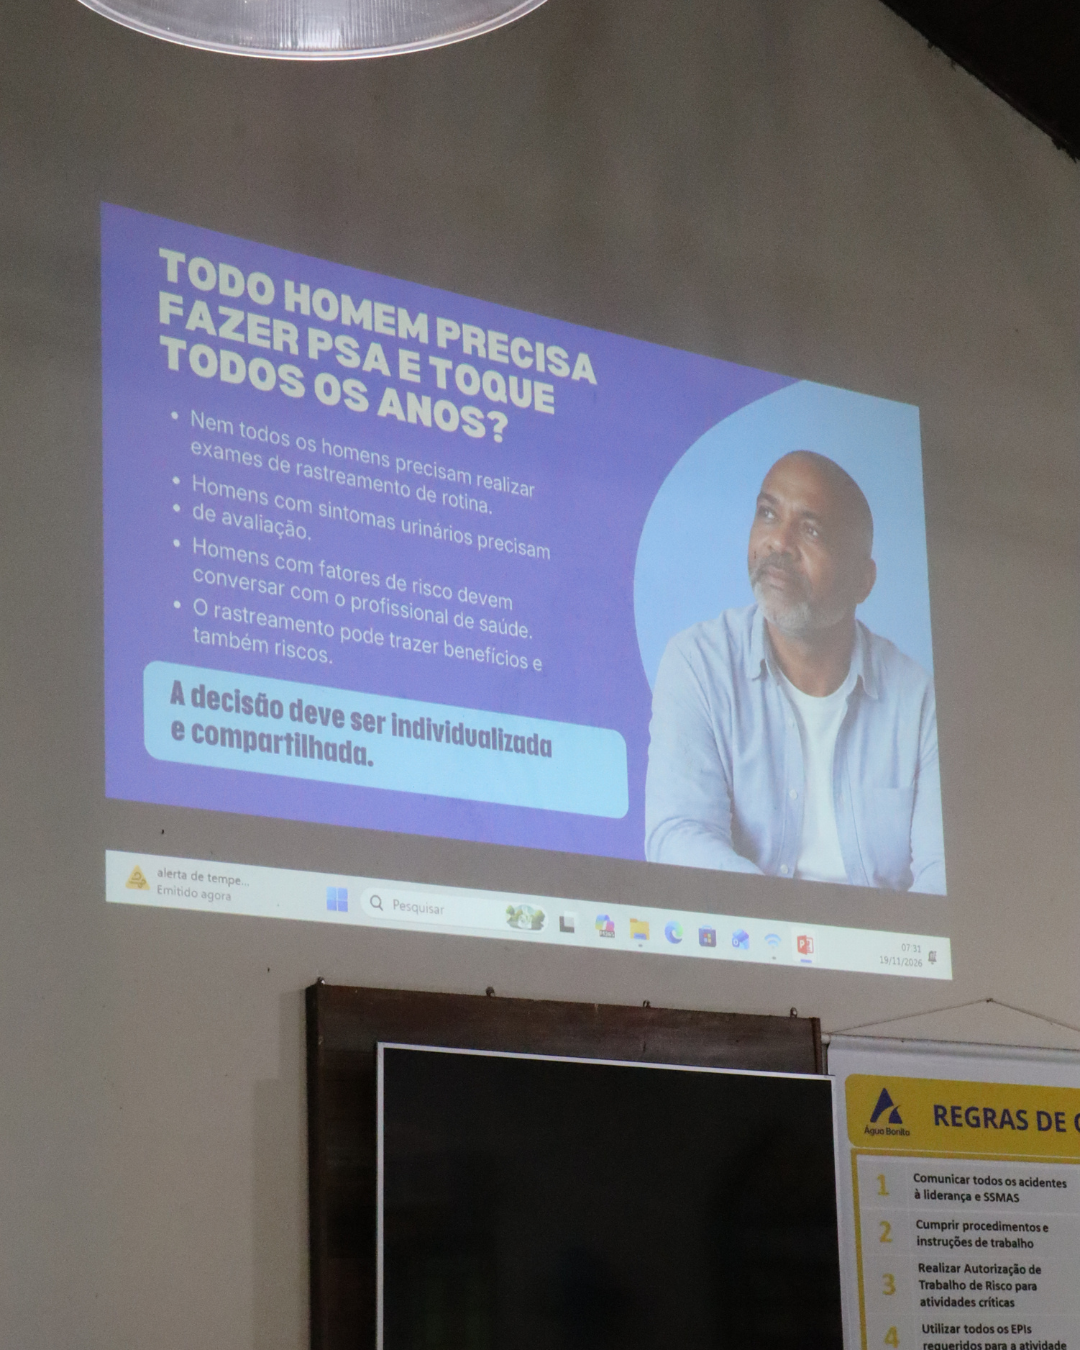 TODO HOMEM PRECISA
FAZER PSA E TOQUE
TODOS OS ANOS?
• Nem todos os homens precisam realizar
exames de rastreamento de rotina.
• Homens com sintomas urinários precisam
• de avaliação.
• Homens com fatores de risco devem
conversar com o profissional de saúde.
• O rastreamento pode trazer benefícios e
também riscos.
A decisão deve ser individualizada
e compartilhada.
alerta de tempe...
Emitido agora
Pesquisar
07:31
19/11/2026
Água Bonita
REGRAS DE
1 Comunicar todos os acidentes
à liderança e SSMAS
2 Cumprir procedimentos e
instruções de trabalho
3 Realizar Autorização de
Trabalho de Risco para
atividades críticas
4 Utilizar todos os EPIs
requeridos para a atividade